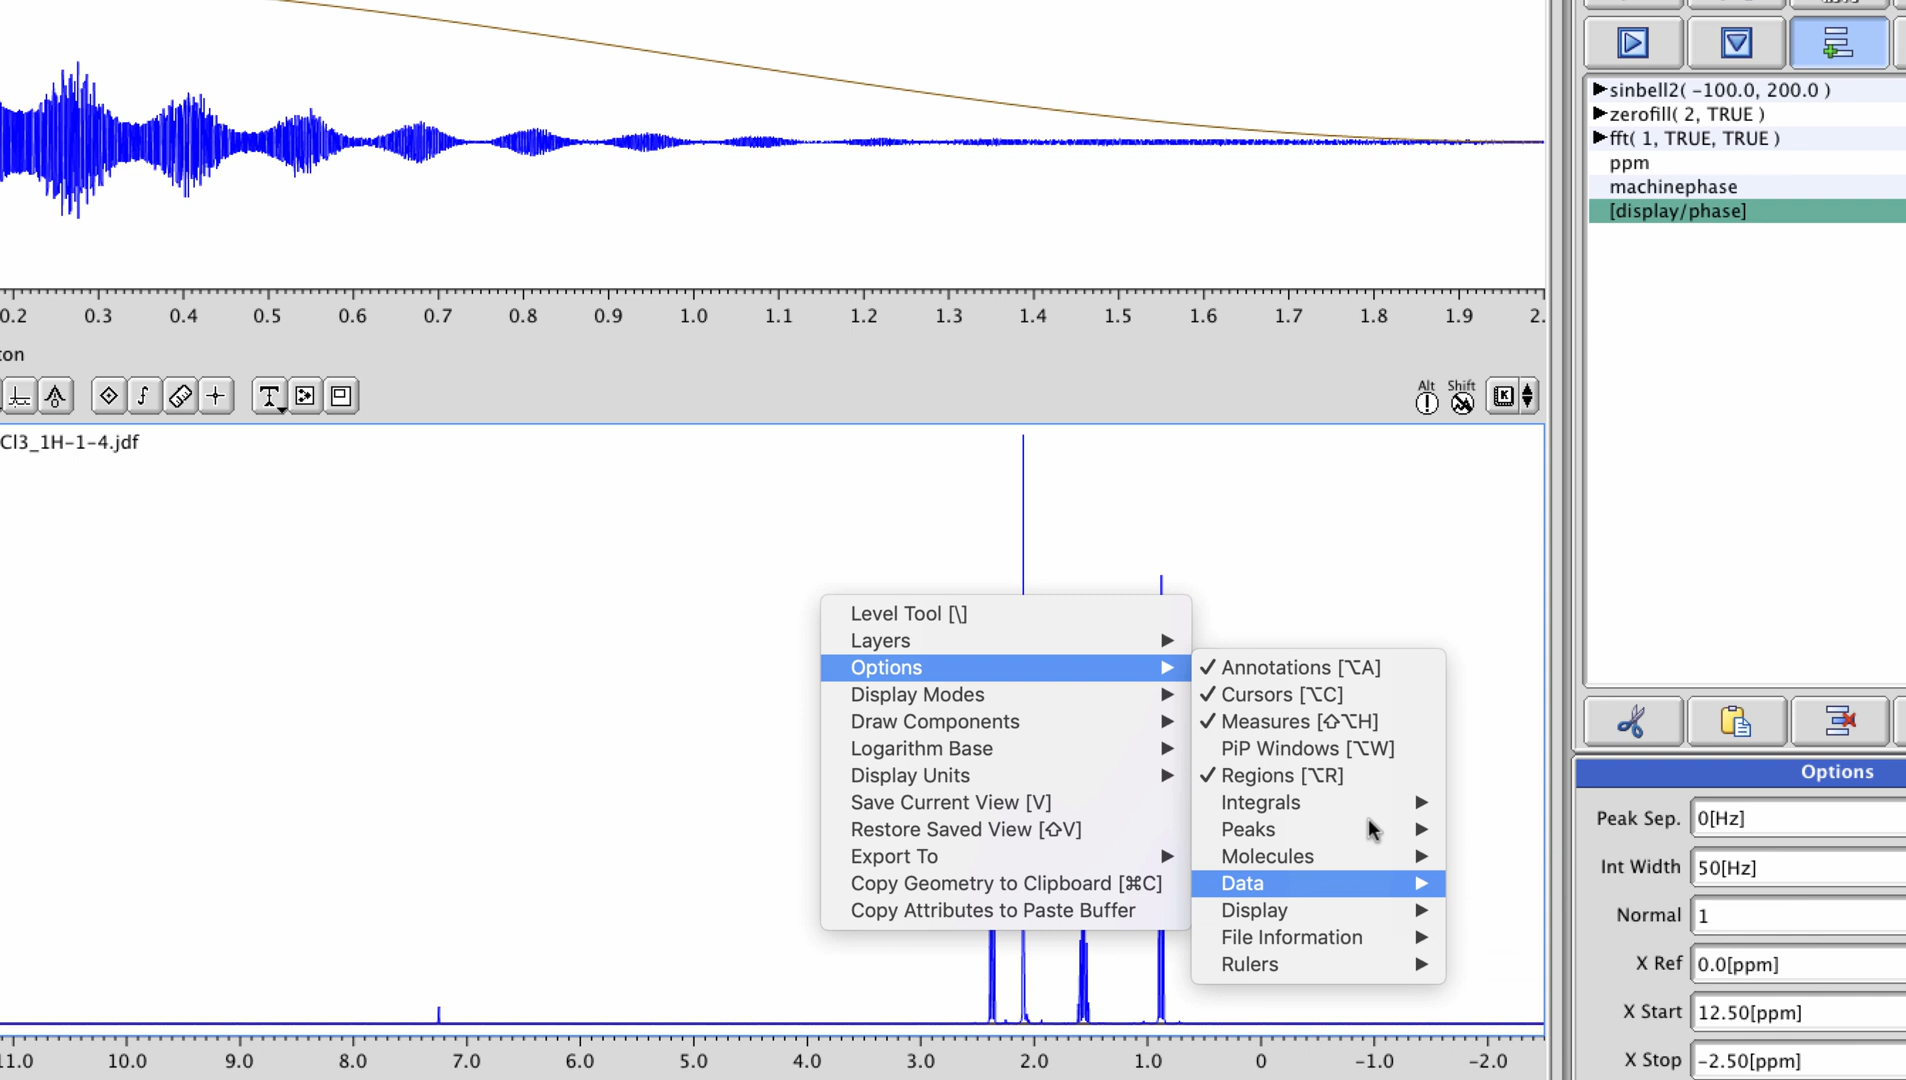 sinbell2( -100.0, 200.0 )
zerofill( 2, TRUE )
fft( 1, TRUE, TRUE )
ppm
machinephase
[display/phase]
0.2 0.3 0.4 0.5 0.6 0.7 0.8 0.9 1.0 1.1 1.2 1.3 1.4 1.5 1.6 1.7 1.8 1.9 2.
ton
Alt Shift
K
Cl3_1H-1-4.jdf
Level Tool [\]
Layers
Options
Display Modes
Draw Components
Logarithm Base
Display Units
Save Current View [V]
Restore Saved View [⇧V]
Export To
Copy Geometry to Clipboard [⌘C]
Copy Attributes to Paste Buffer
✓ Annotations [⌥A]
✓ Cursors [⌥C]
✓ Measures [⇧⌥H]
PiP Windows [⌥W]
✓ Regions [⌥R]
Integrals
Peaks
Molecules
Data
Display
File Information
Rulers
Options
Peak Sep. 0[Hz]
Int Width 50[Hz]
Normal 1
X Ref 0.0[ppm]
X Start 12.50[ppm]
X Stop -2.50[ppm]
11.0 10.0 9.0 8.0 7.0 6.0 5.0 4.0 3.0 2.0 1.0 0 -1.0 -2.0